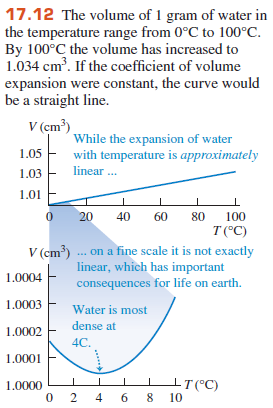 17.12 The volume of 1 gram of water in
the temperature range from 0°C to 100°C.
By 100°C the volume has increased to
1.034 cm³. If the coefficient of volume
expansion were constant, the curve would
be a straight line.
V (cm³)
While the expansion of water
with temperature is approximately
linear ...
1.05
1.03
1.01
0 20 40 60 80 100
T (°C)
V (cm³)
... on a fine scale it is not exactly
linear, which has important
consequences for life on earth.
1.0004
1.0003
1.0002
1.0001
1.0000
Water is most
dense at
4C.
0 2 4 6 8 10
T (°C)